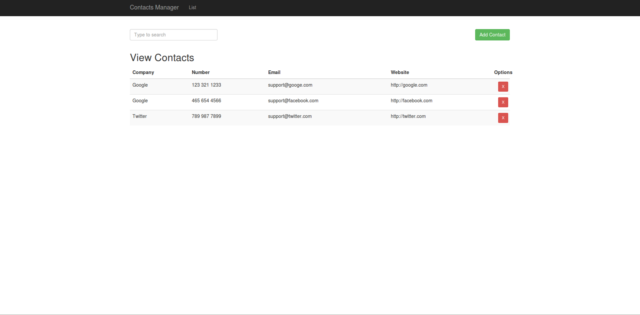 Contacts Manager List
Type to search Add Contact
View Contacts
Company Number Email Website Options
Google 123 321 1233 support@googe.com http://google.com x
Google 465 654 4566 support@facebook.com http://facebook.com x
Twitter 788 987 7899 support@twitter.com http://twitter.com x